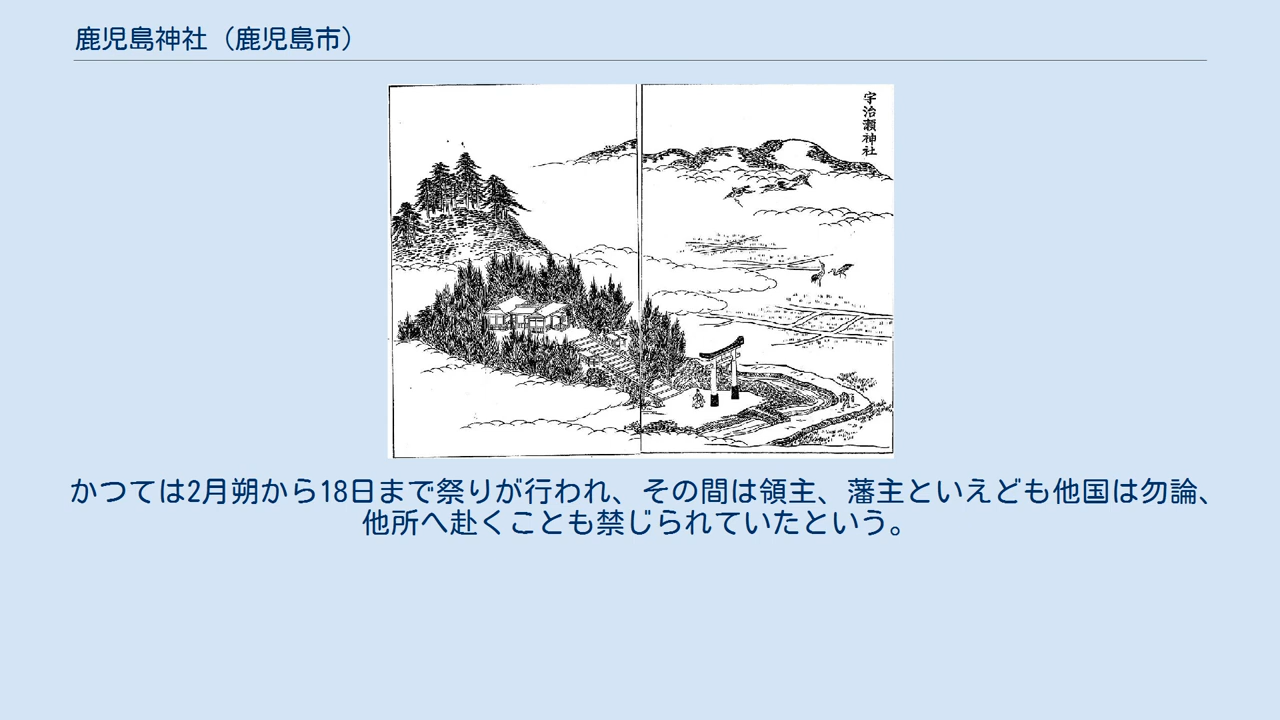 鹿児島神社（鹿児島市）
宇治瀬神社
かつては2月朔から18日まで祭りが行われ、その間は領主、藩主といえども他国は勿論、
他所へ赴くことも禁じられていたという。